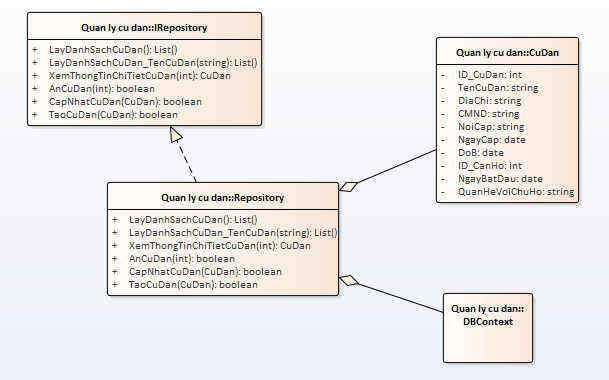 Quan ly cu dan::IRepository
+ LayDanhSachCuDan(): List()
+ LayDanhSachCuDan_TenCuDan(string): List()
+ XemThongTinChiTietCuDan(int): CuDan
+ AnCuDan(int): boolean
+ CapNhatCuDan(CuDan): boolean
+ TaoCuDan(CuDan): boolean
Quan ly cu dan::CuDan
- ID_CuDan: int
- TenCuDan: string
- DiaChi: string
- CMND: string
- NoiCap: string
- NgayCap: date
- DoB: date
- ID_CanHo: int
- NgayBatDau: date
- QuanHeVoiChuHo: string
Quan ly cu dan::Repository
+ LayDanhSachCuDan(): List()
+ LayDanhSachCuDan_TenCuDan(string): List()
+ XemThongTinChiTietCuDan(int): CuDan
+ AnCuDan(int): boolean
+ CapNhatCuDan(CuDan): boolean
+ TaoCuDan(CuDan): boolean
Quan ly cu dan::
DBContext